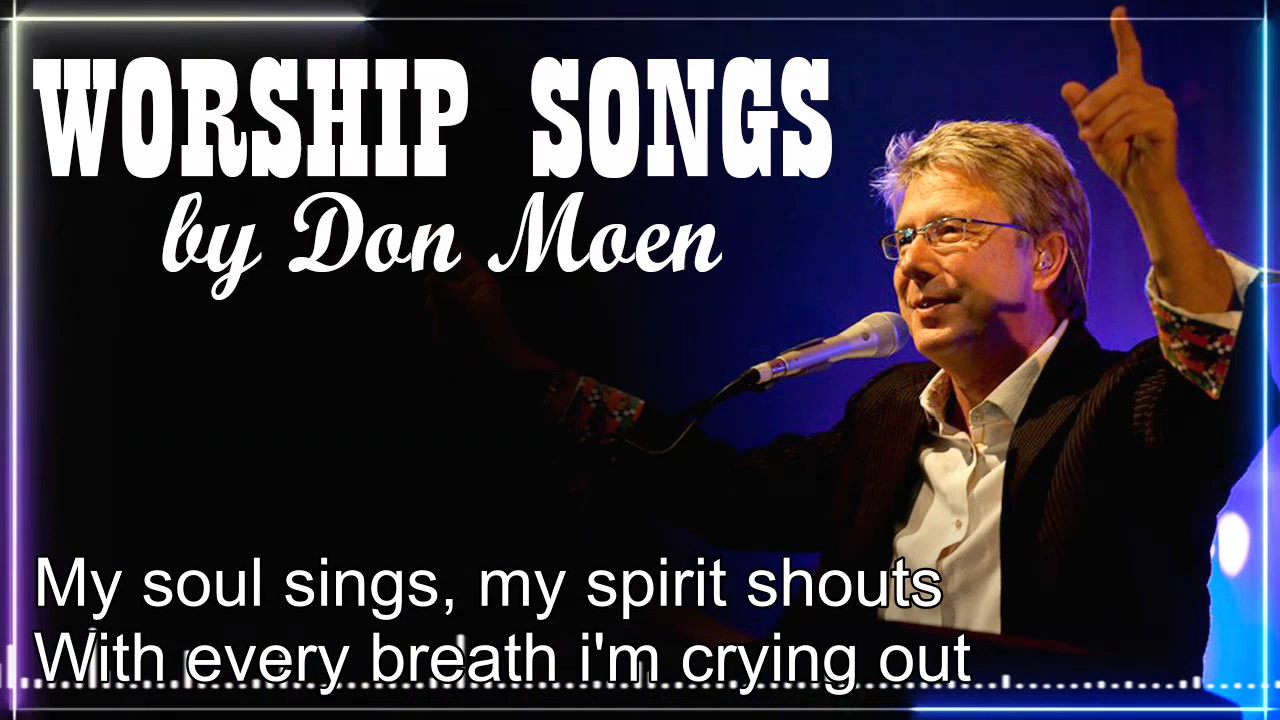 WORSHIP SONGS
by Don Moen
My soul sings, my spirit shouts
With every breath i'm crying out